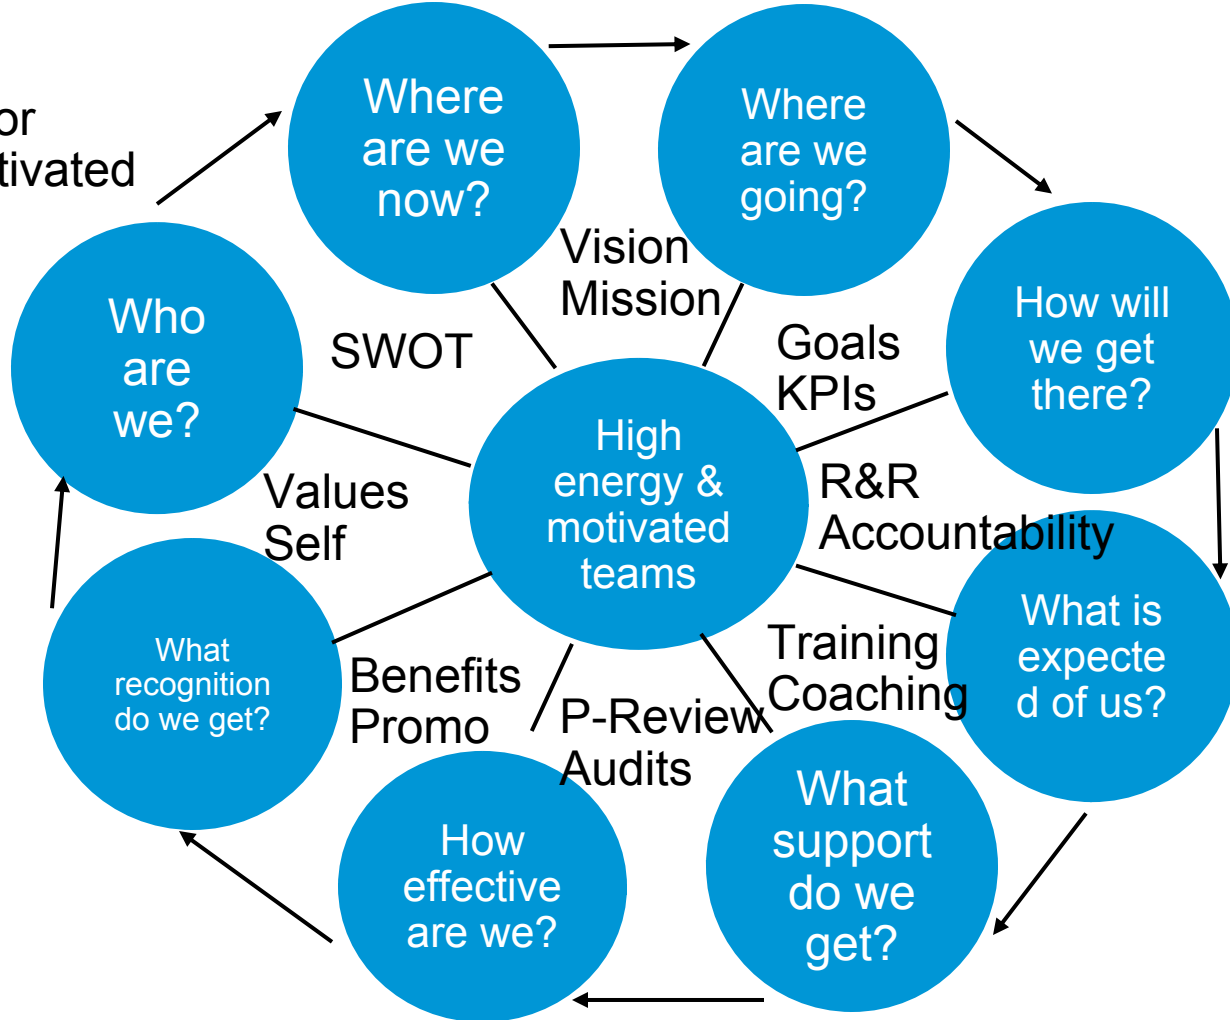 or
tivated
Where
are we
now?
Where
are we
going?
How will
we get
there?
What is
expecte
d of us?
What
support
do we
get?
How
effective
are we?
What
recognition
do we get?
Who
are
we?
SWOT
Vision
Mission
Goals
KPIs
R&R
Accountability
Training
Coaching
P-Review
Audits
Benefits
Promo
Values
Self
High
energy &
motivated
teams